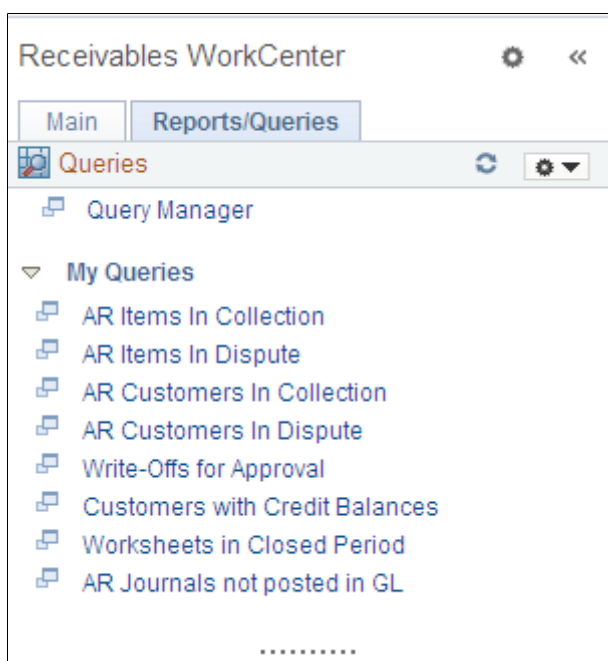 Receivables WorkCenter
Main Reports/Queries
Queries
Query Manager
My Queries
AR Items In Collection
AR Items In Dispute
AR Customers In Collection
AR Customers In Dispute
Write-Offs for Approval
Customers with Credit Balances
Worksheets in Closed Period
AR Journals not posted in GL